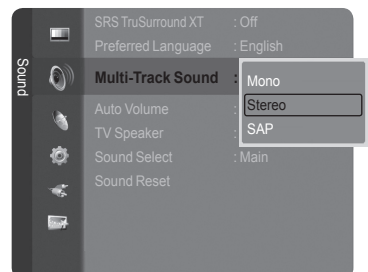 Sound
SRS TruSurround XT : Off
Preferred Language : English
Multi-Track Sound :
Mono
Stereo
SAP
Auto Volume :
TV Speaker :
Sound Select : Main
Sound Reset